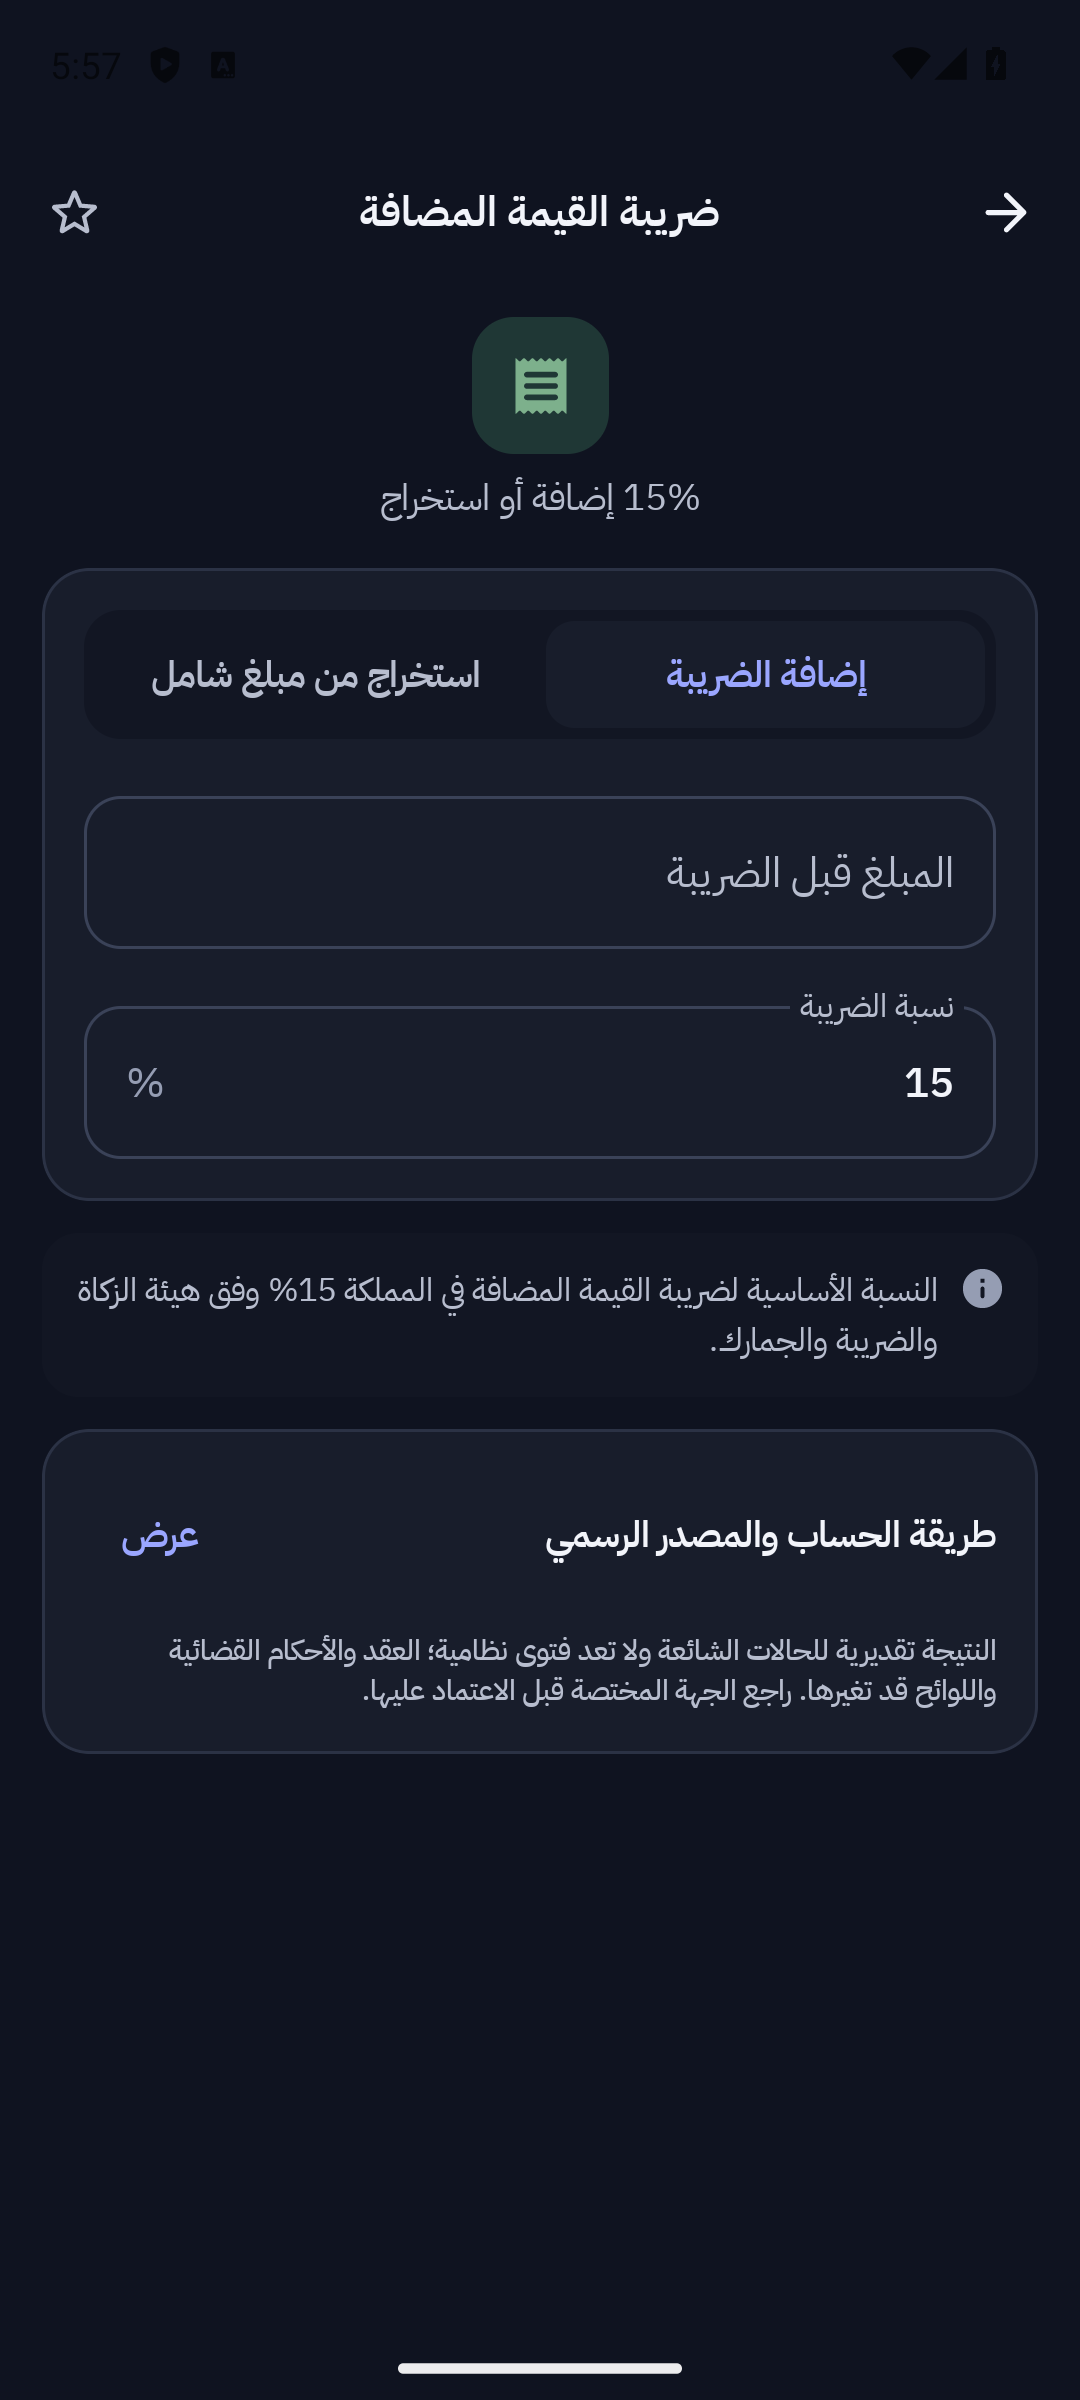 5:57
ضريبة القيمة المضافة
15% إضافة أو استخراج
إضافة الضريبة
استخراج من مبلغ شامل
المبلغ قبل الضريبة
نسبة الضريبة
15
%
النسبة الأساسية لضريبة القيمة المضافة في المملكة 15% وفق هيئة الزكاة
والضريبة والجمارك.
طريقة الحساب والمصدر الرسمي
عرض
النتيجة تقديرية للحالات الشائعة ولا تعد فتوى نظامية؛ العقد والأحكام القضائية
واللوائح قد تغيرها. راجع الجهة المختصة قبل الاعتماد عليها.